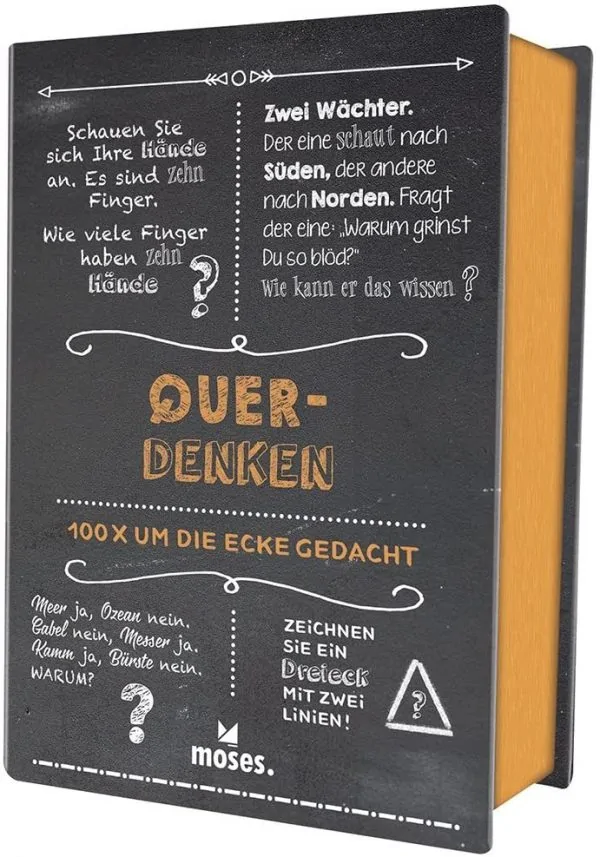 Schauen Sie
sich Ihre Hände
an. Es sind zehn
Finger.
Wie viele Finger
haben zehn
Hände ?
Zwei Wächter.
Der eine schaut nach
Süden, der andere
nach Norden. Fragt
der eine: „Warum grinst
Du so blöd?"
Wie kann er das wissen ?
QUER-
DENKEN
100 X UM DIE ECKE GEDACHT
Meer ja, Ozean nein.
Gabel nein, Messer ja.
Kamm ja, Bürste nein.
WARUM?
?
ZEiCHNEN
SIE EiN
DREiECK
MiT ZWEi
LiNiEN!
?
moses.